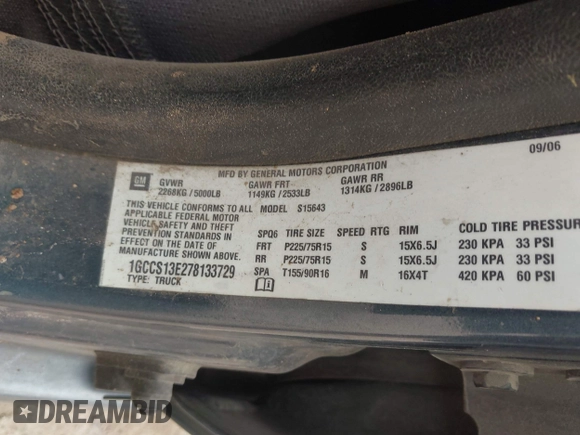 09/06
MFD BY GENERAL MOTORS CORPORATION
GM GVWR GAWR FRT GAWR RR
2268KG/5000LB 1149KG/2533LB 1314KG/2896LB
THIS VEHICLE CONFORMS TO ALL MODEL S15643
APPLICABLE FEDERAL MOTOR
VEHICLE SAFETY AND
THEFT PREVENTION STANDARDS
IN EFFECT ON THE DATE OF
MANUFACTURE SHOWN ABOVE.
1GCCS13E278133729
TYPE: TRUCK
SPO6 TIRE SIZE SPEED RTG RIM COLD TIRE PRESSU
FRT P225/75R15 S 15X6.5J 230 KPA 33 PSI
RR P225/75R15 S 15X6.5J 230 KPA 33 PSI
SPA T155/90R16 M 16X4T 420 KPA 60 PSI
DREAMBID